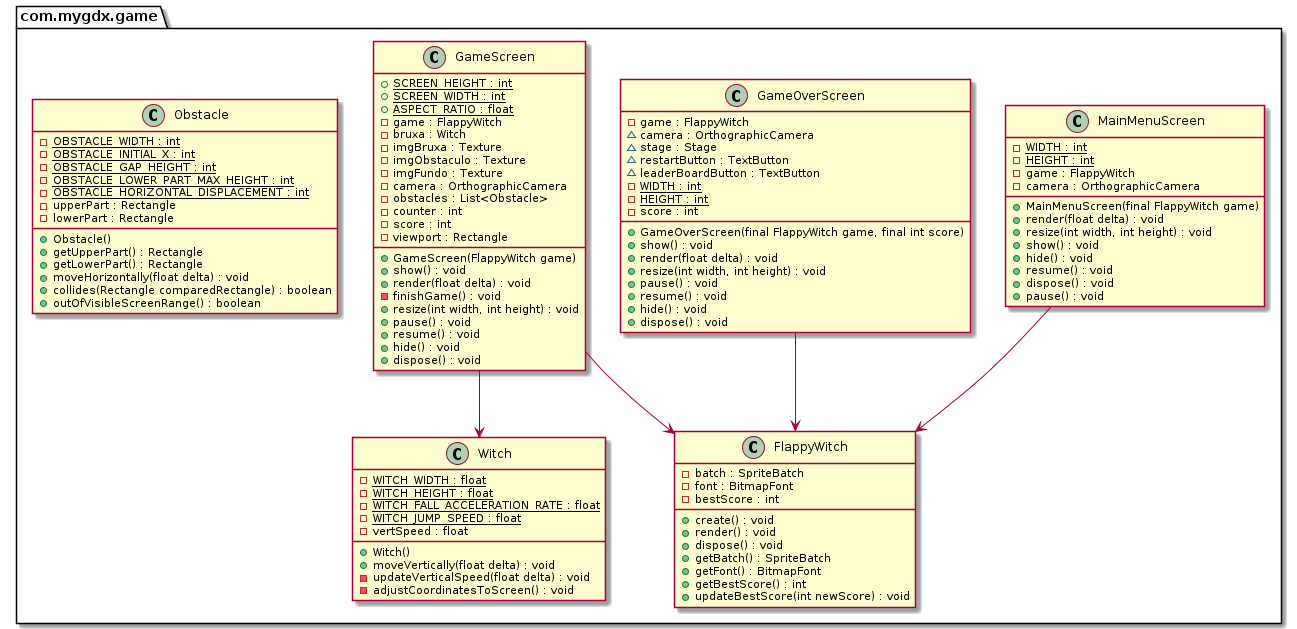 com.mygdx.game
C Obstacle
OBSTACLE_WIDTH : int
OBSTACLE_INITIAL_X : int
OBSTACLE_GAP_HEIGHT : int
OBSTACLE_LOWER_PART_MAX_HEIGHT : int
OBSTACLE_HORIZONTAL_DISPLACEMENT : int
upperPart : Rectangle
lowerPart : Rectangle
Obstacle()
getUpperPart() : Rectangle
getLowerPart() : Rectangle
moveHorizontally(float delta) : void
collides(Rectangle comparedRectangle) : boolean
outOfVisibleScreenRange() : boolean
C GameScreen
SCREEN_HEIGHT : int
SCREEN_WIDTH : int
ASPECT_RATIO : float
game : FlappyWitch
bruxa : Witch
imgBruxa : Texture
imgObstaculo : Texture
imgFundo : Texture
camera : OrthographicCamera
obstacles : List<Obstacle>
counter : int
score : int
viewport : Rectangle
GameScreen(FlappyWitch game)
show() : void
render(float delta) : void
finishGame() : void
resize(int width, int height) : void
pause() : void
resume() : void
hide() : void
dispose() : void
C GameOverScreen
game : FlappyWitch
camera : OrthographicCamera
stage : Stage
restartButton : TextButton
leaderBoardButton : TextButton
WIDTH : int
HEIGHT : int
score : int
GameOverScreen(final FlappyWitch game, final int score)
show() : void
render(float delta) : void
resize(int width, int height) : void
pause() : void
resume() : void
hide() : void
dispose() : void
C MainMenuScreen
WIDTH : int
HEIGHT : int
game : FlappyWitch
camera : OrthographicCamera
MainMenuScreen(final FlappyWitch game)
render(float delta) : void
resize(int width, int height) : void
show() : void
hide() : void
resume() : void
dispose() : void
pause() : void
C Witch
WITCH_WIDTH : float
WITCH_HEIGHT : float
WITCH_FALL_ACCELERATION_RATE : float
WITCH_JUMP_SPEED : float
vertSpeed : float
Witch()
moveVertically(float delta) : void
updateVerticalSpeed(float delta) : void
adjustCoordinatesToScreen() : void
C FlappyWitch
batch : SpriteBatch
font : BitmapFont
bestScore : int
create() : void
render() : void
dispose() : void
getBatch() : SpriteBatch
getFont() : BitmapFont
getBestScore() : int
updateBestScore(int newScore) : void